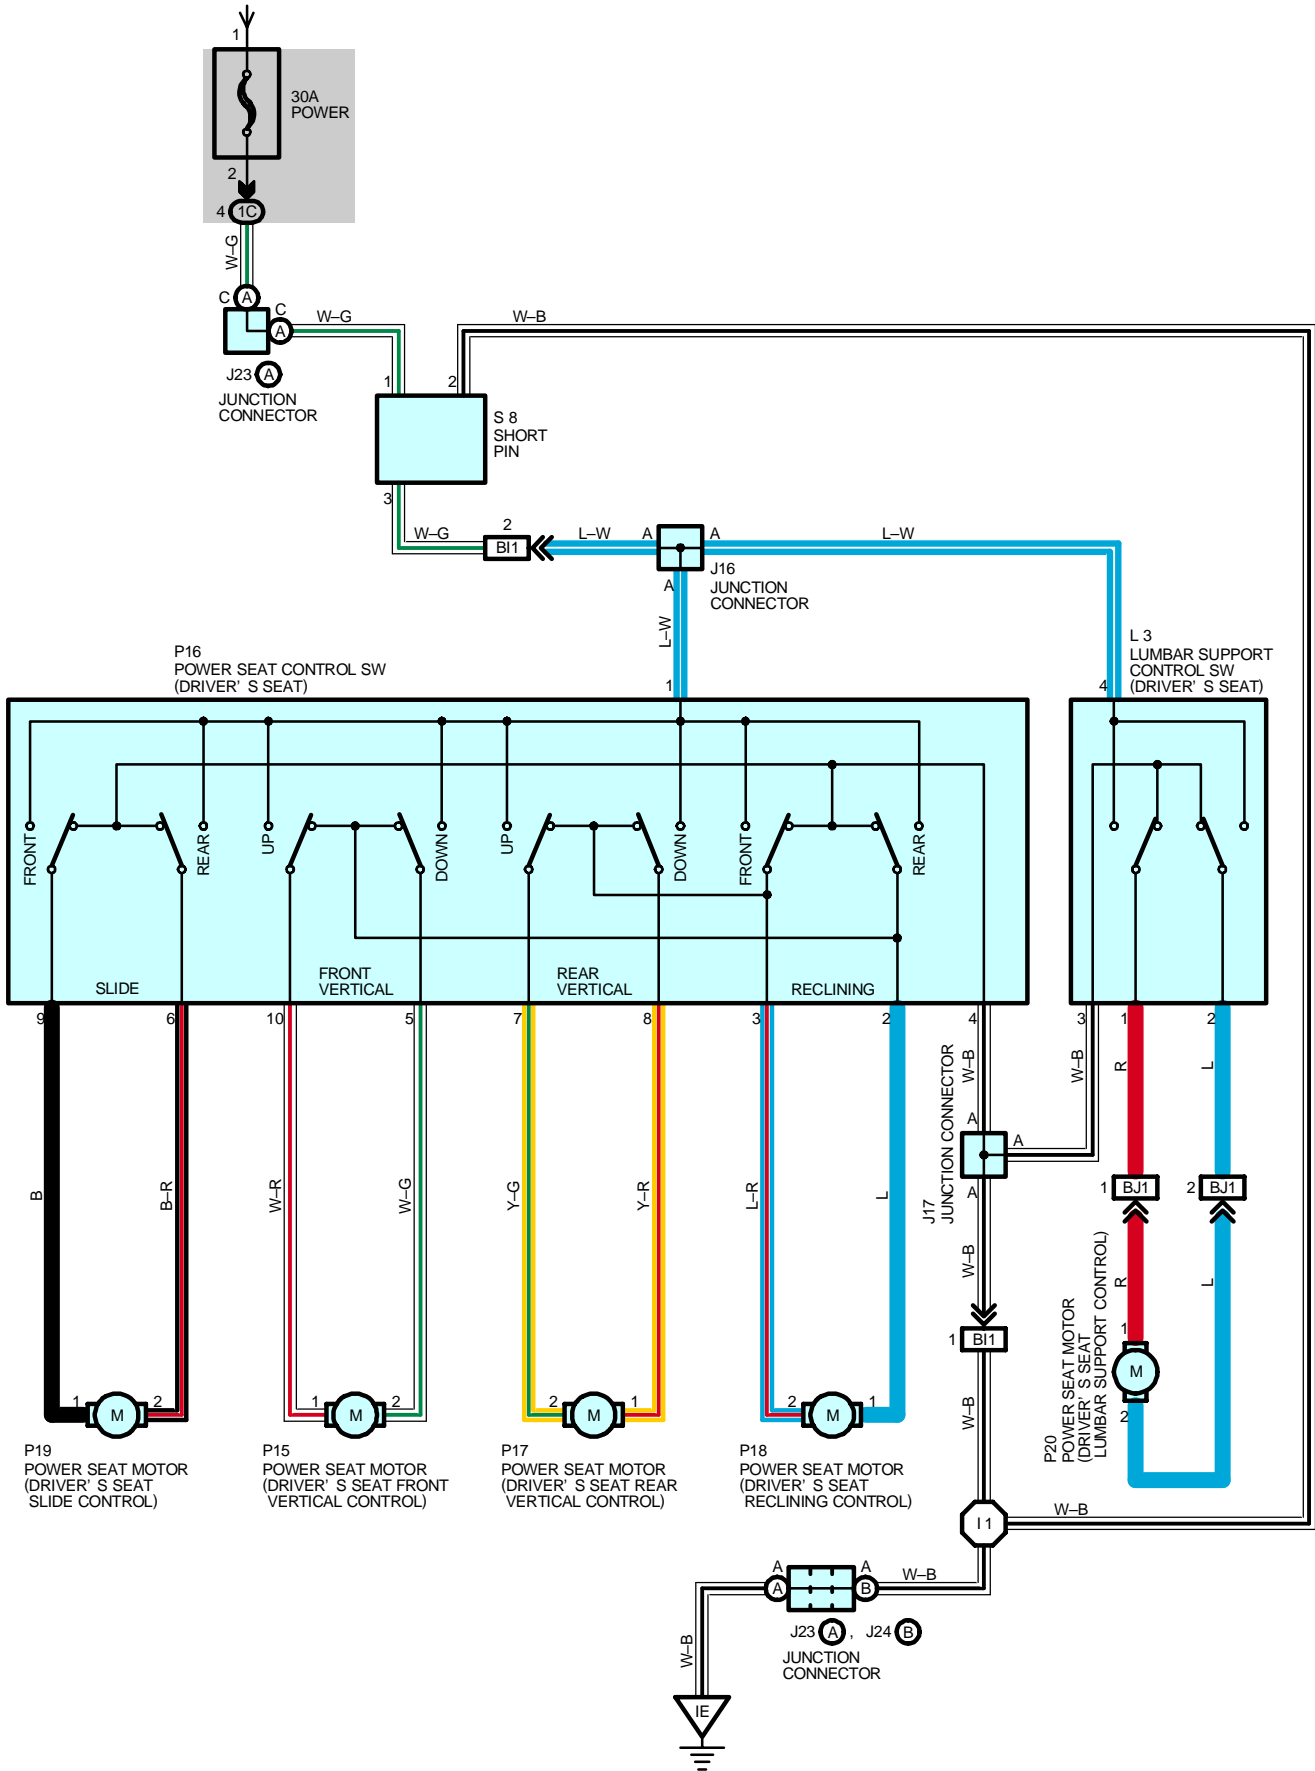 1
30A
POWER
2
4 1C
W–G
C A
C
A
W–G
W–B
J23 A
JUNCTION
CONNECTOR
1
2
S 8
SHORT
PIN
3
W–G
2
BI1
L–W
A
A
L–W
A
J16
JUNCTION
CONNECTOR
L–W
P16
POWER SEAT CONTROL SW
(DRIVER' S SEAT)
1
L 3
LUMBAR SUPPORT
CONTROL SW
(DRIVER' S SEAT)
4
FRONT
REAR
UP
DOWN
UP
DOWN
FRONT
REAR
SLIDE
FRONT
VERTICAL
REAR
VERTICAL
RECLINING
9
6
10
5
7
8
3
2
4
3
1
2
W–B
W–B
R
L
A
A
A
J17
JUNCTION CONNECTOR
B
B–R
W–R
W–G
Y–G
Y–R
L–R
L
1 BJ1
2 BJ1
W–B
R
L
1 BI1
P20
POWER SEAT MOTOR
(DRIVER' S SEAT
LUMBAR SUPPORT CONTROL)
1
M
2
W–B
1 M 2
1 M 2
2 M 1
2 M 1
P19
POWER SEAT MOTOR
(DRIVER' S SEAT
SLIDE CONTROL)
P15
POWER SEAT MOTOR
(DRIVER' S SEAT FRONT
VERTICAL CONTROL)
P17
POWER SEAT MOTOR
(DRIVER' S SEAT REAR
VERTICAL CONTROL)
P18
POWER SEAT MOTOR
(DRIVER' S SEAT
RECLINING CONTROL)
I 1
W–B
A
A
A
B
W–B
J23 A , J24 B
JUNCTION
CONNECTOR
W–B
IE